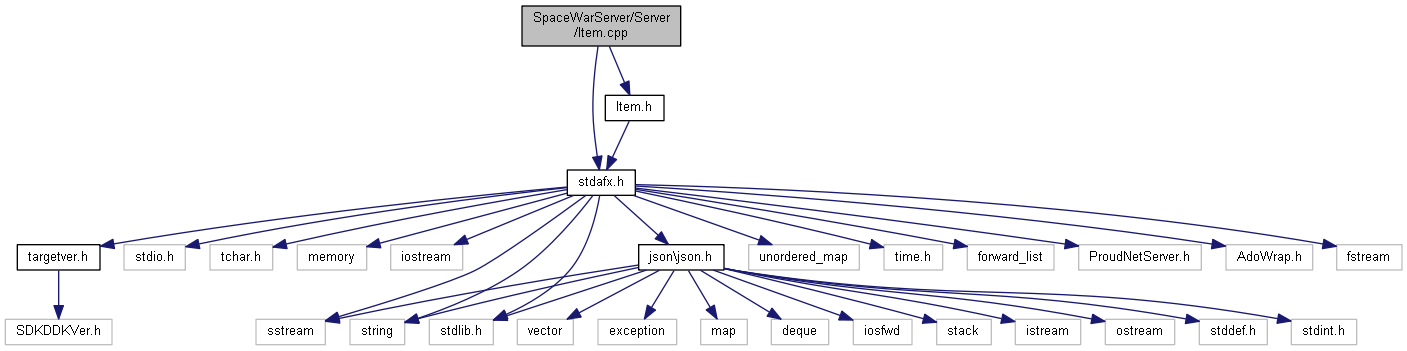 SpaceWarServer/Server
/Item.cpp
Item.h
stdafx.h
targetver.h
stdio.h
tchar.h
memory
iostream
json\json.h
unordered_map
time.h
forward_list
ProudNetServer.h
AdoWrap.h
fstream
SDKDDKVer.h
sstream
string
stdlib.h
vector
exception
map
deque
iosfwd
stack
istream
ostream
stddef.h
stdint.h